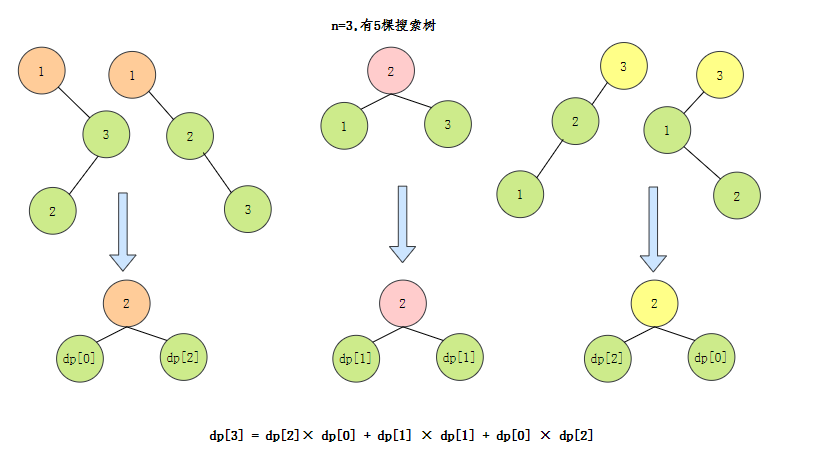 n=3,有5棵搜索树
1 1 2 3 3
3 2 1 3 2 1
2 3 1 2
2 2 2
dp[0] dp[2] dp[1] dp[1] dp[2] dp[0]
dp[3] = dp[2]× dp[0] + dp[1] × dp[1] + dp[0] × dp[2]